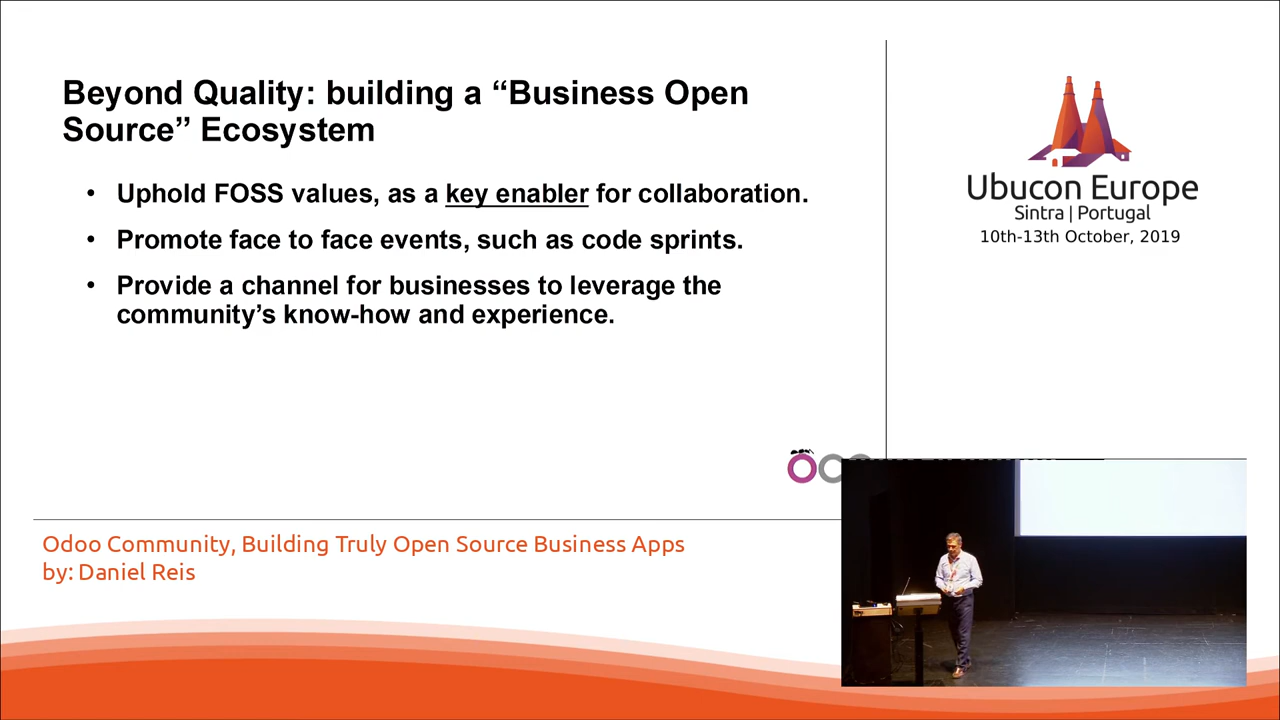 Beyond Quality: building a “Business Open
Source” Ecosystem
• Uphold FOSS values, as a key enabler for collaboration.
• Promote face to face events, such as code sprints.
• Provide a channel for businesses to leverage the
community’s know-how and experience.
Ubucon Europe
Sintra | Portugal
10th-13th October, 2019
Odoo Community, Building Truly Open Source Business Apps
by: Daniel Reis